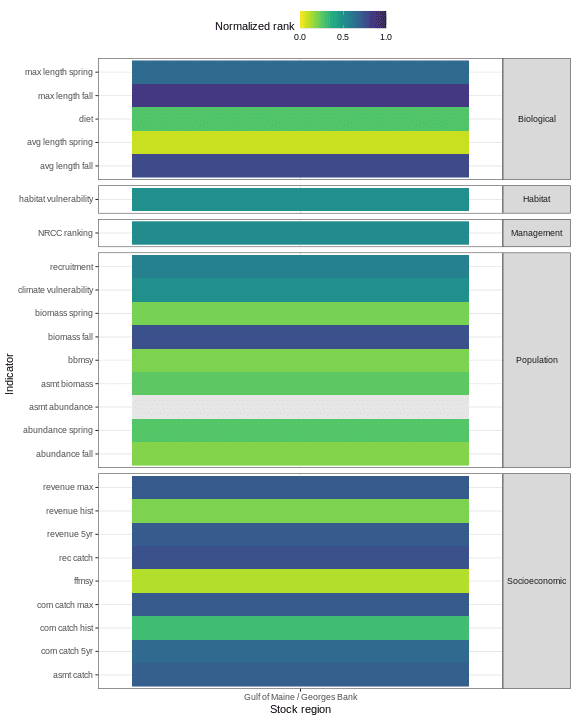 Normalized rank
0.0 0.5 1.0
max length spring
max length fall
diet
avg length spring
avg length fall
Biological
habitat vulnerability
Habitat
NRCC ranking
Management
recruitment
climate vulnerability
biomass spring
biomass fall
bbmsy
asmt biomass
asmt abundance
abundance spring
abundance fall
Population
revenue max
revenue hist
revenue 5yr
rec catch
ffmsy
com catch max
com catch hist
com catch 5yr
asmt catch
Socioeconomic
Indicator
Gulf of Maine / Georges Bank
Stock region